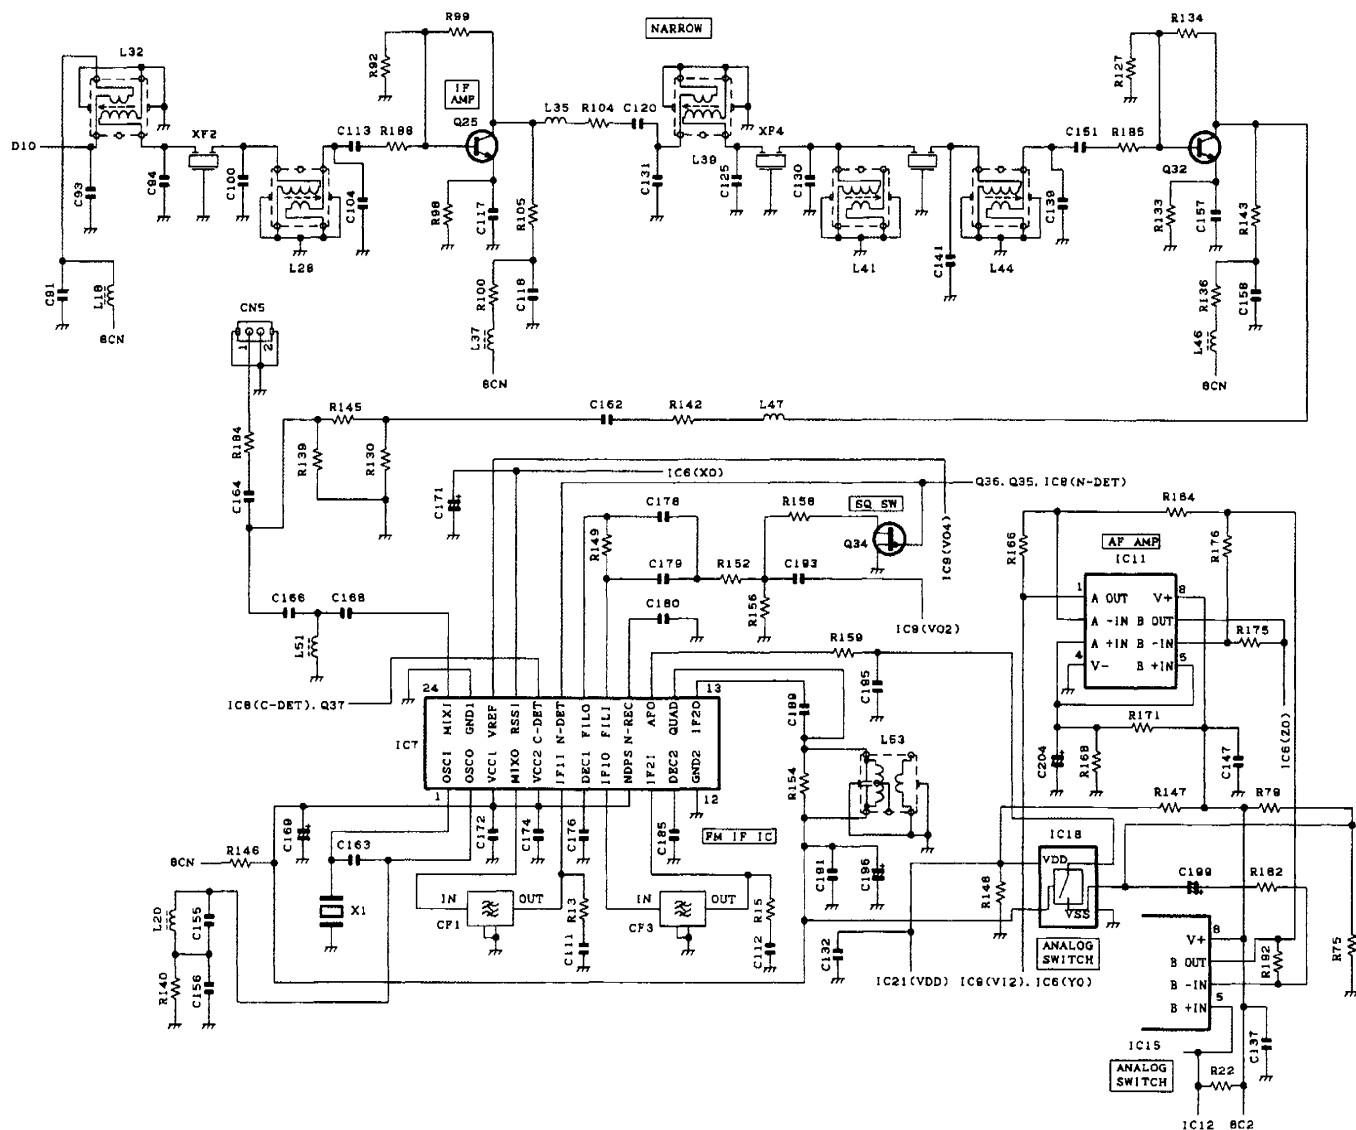 R99
R134
NARROW
L32
R92
R127
IF
AMP
XF2
C113 R188
Q25
L35 R104 C120
L39
XF4
C151 R185
Q32
D10
C93
C94
C100
C104
R98
C117
R105
C131
C125
C130
C141
C139
R133
C157
R143
L28
L41
L44
C91
L18
R100
C118
L37
R136
C158
L46
CN5
8CN
1
2
8CN
8CN
R145
C162
R142
L47
R184
R139
R130
C164
C171
IC6(X0)
Q36, Q35, IC8(N-DET)
C178
R158
SQ SW
Q34
R149
C179
R152
C193
R156
C180
IC9(VO4)
IC9(VO2)
R164
R166
R176
AF AMP
IC11
1
A OUT
V+
8
A -IN
B OUT
A +IN
B -IN
R175
4
V-
B +IN
5
C166
C168
L51
R159
C195
IC8(C-DET), Q37
24
13
MIXI
GND1
VREF
RSSI
C-DET
N-DET
FILO
FILI
N-REC
AFO
QUAD
IF2O
IC7
OSCI
OSCO
VCC1
MIXO
VCC2
IF1I
DEC1
IF1O
NDPS
IF2I
DEC2
GND2
1
12
C189
L53
R154
R171
C204
R168
C147
IC6(Z0)
R147
R79
C169
C172
C174
C176
C185
FM IF IC
8CN
R146
C163
X1
C191
C196
IC18
VDD
VSS
R148
C199
R182
L20
C155
R140
C156
IN
OUT
CF1
R13
C111
IN
OUT
CF3
R15
C112
C132
ANALOG
SWITCH
IC21(VDD) IC9(VI2), IC6(Y0)
V+
8
B OUT
B -IN
B +IN
5
R192
R75
IC15
C137
ANALOG
SWITCH
R22
IC12
8C2